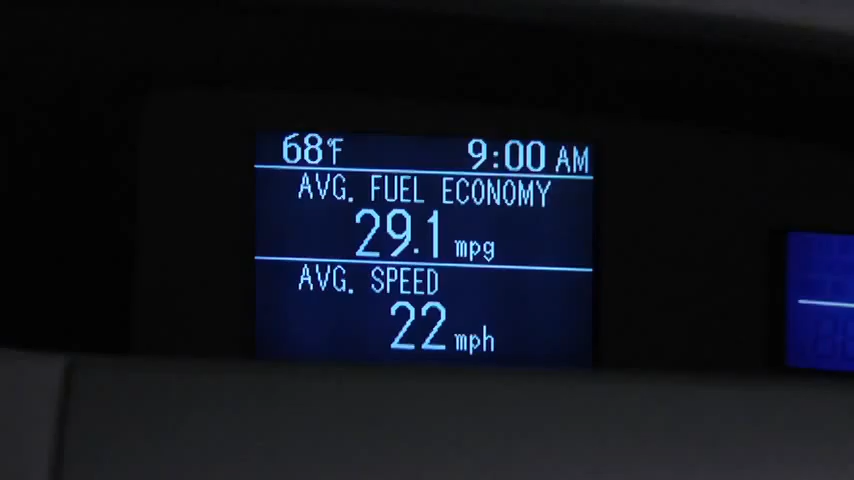 68°F 9:00 AM
AVG. FUEL ECONOMY
29.1 mpg
AVG. SPEED
22 mph